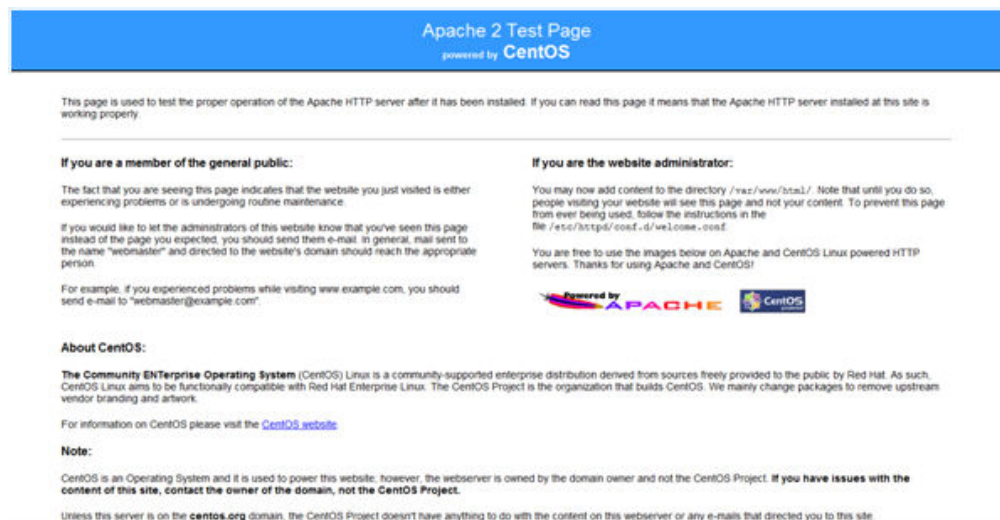 Apache 2 Test Page
powered by CentOS
This page is used to test the proper operation of the Apache HTTP server after it has been installed. If you can read this page it means that the Apache HTTP server installed at this site is
working properly.
If you are a member of the general public:
The fact that you are seeing this page indicates that the website you just visited is either
experiencing problems or is undergoing routine maintenance.
If you would like to let the administrators of this website know that you've seen this page
instead of the page you expected, you should send them e-mail. In general, mail sent to
the name "webmaster" and directed to the website's domain should reach the appropriate
person.
For example, if you experienced problems while visiting www.example.com, you should
send e-mail to "webmaster@example.com".
If you are the website administrator:
You may now add content to the directory /var/www/html/. Note that until you do so,
people visiting your website will see this page and not your content. To prevent this page
from ever being used, follow the instructions in the
file /etc/httpd/conf.d/welcome.conf.
You are free to use the images below on Apache and CentOS Linux powered HTTP
servers. Thanks for using Apache and CentOS!
Powered by
APACHE
CentOS
About CentOS:
The Community ENTerprise Operating System (CentOS) Linux is a community-supported enterprise distribution derived from sources freely provided to the public by Red Hat. As such,
CentOS Linux aims to be functionally compatible with Red Hat Enterprise Linux. The CentOS Project is the organization that builds CentOS. We mainly change packages to remove upstream
vendor branding and artwork.
For information on CentOS please visit the CentOS website.
Note:
CentOS is an Operating System and it is used to power this website; however, the webserver is owned by the domain owner and not the CentOS Project. If you have issues with the
content of this site, contact the owner of the domain, not the CentOS Project.
Unless this server is on the centos.org domain, the CentOS Project doesn't have anything to do with the content on this webserver or any e-mails that directed you to this site.